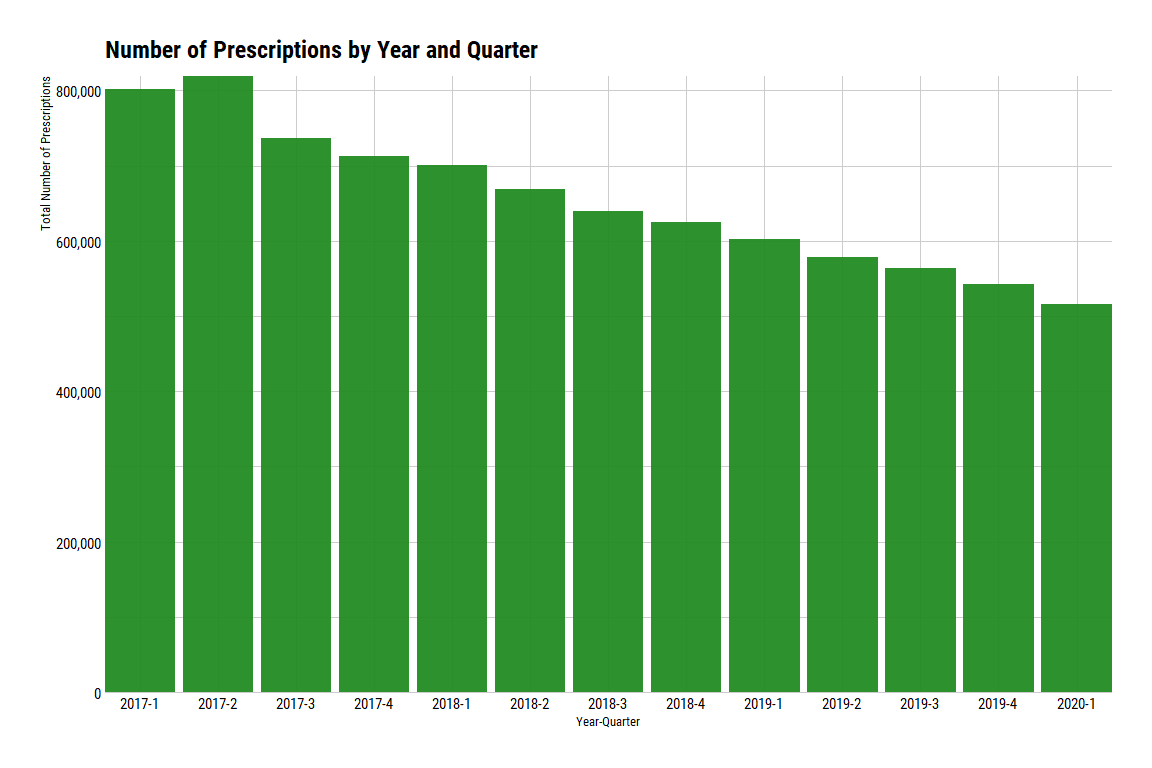 Number of Prescriptions by Year and Quarter
Total Number of Prescriptions
800,000
600,000
400,000
200,000
0
2017-1 2017-2 2017-3 2017-4 2018-1 2018-2 2018-3 2018-4 2019-1 2019-2 2019-3 2019-4 2020-1
Year-Quarter